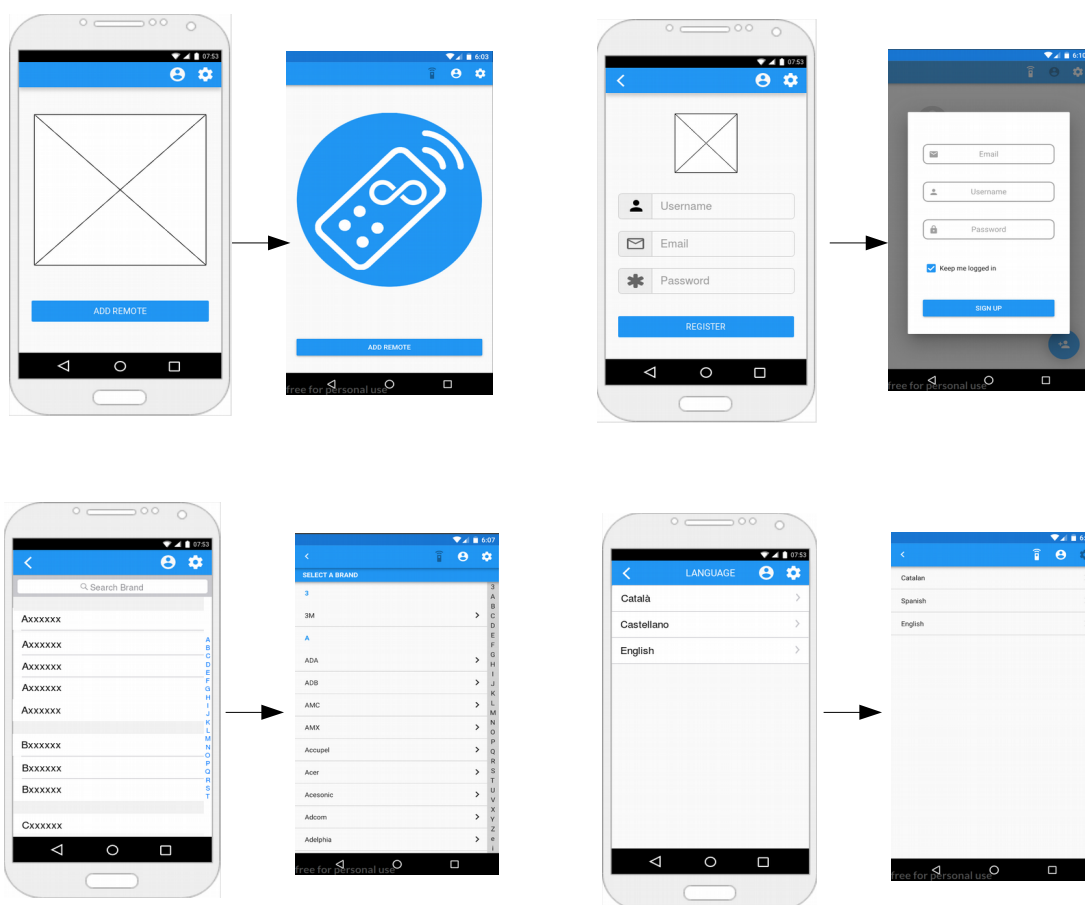 07:53
ADD REMOTE
6:03
ADD REMOTE
free for personal use
07:53
Username
Email
Password
REGISTER
6:10
Email
Username
Password
Keep me logged in
SIGN UP
free for personal use
07:53
Search Brand
Axxxxxx
Axxxxxx
Axxxxxx
Axxxxxx
Axxxxxx
Bxxxxxx
Bxxxxxx
Bxxxxxx
Cxxxxxx
A
B
C
D
E
F
G
H
I
J
K
L
M
N
O
P
Q
R
S
T
6:07
SELECT A BRAND
3
3M
A
ADA
ADB
AMC
AMX
Accupel
Acer
Acesonic
Adcom
Adelphia
3
A
B
C
D
E
F
G
H
I
J
K
L
M
N
O
P
Q
R
S
T
U
V
X
Y
Z
e
i
free for personal use
07:53
LANGUAGE
Català
Castellano
English
Catalan
Spanish
English
free for personal use